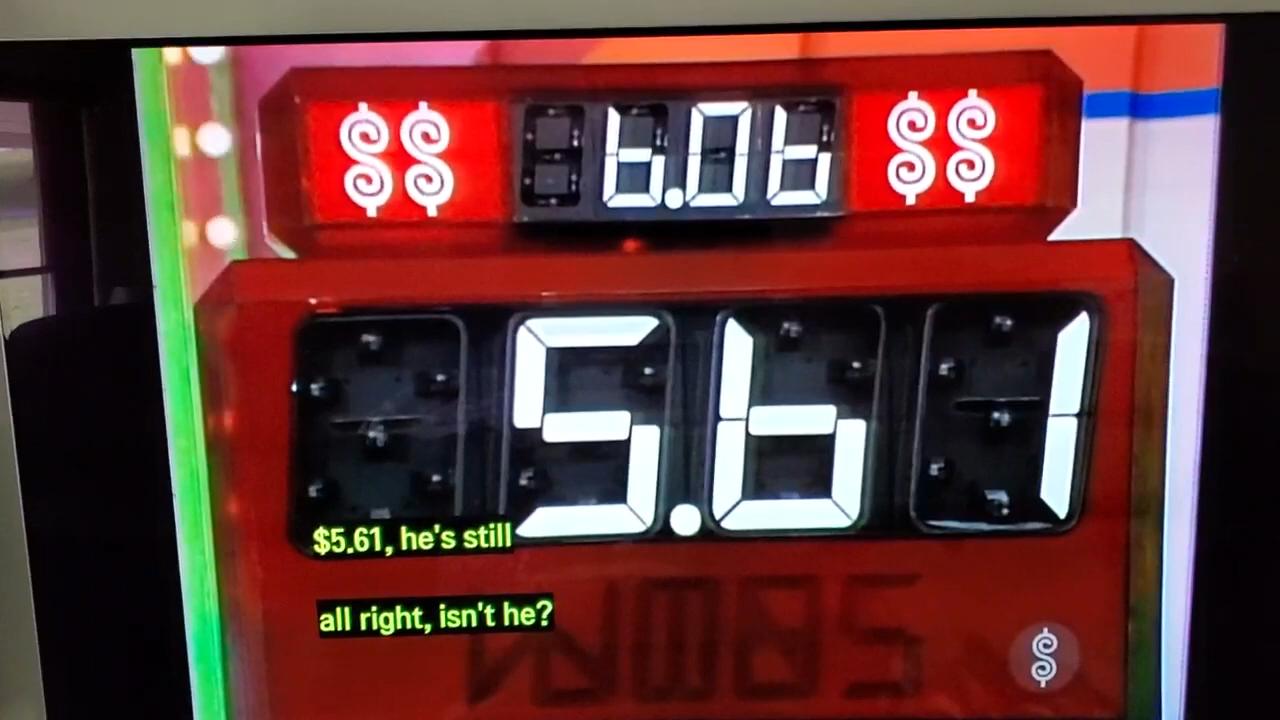 $$ 6.06 $$
5.61
$5.61, he's still
all right, isn't he?
$